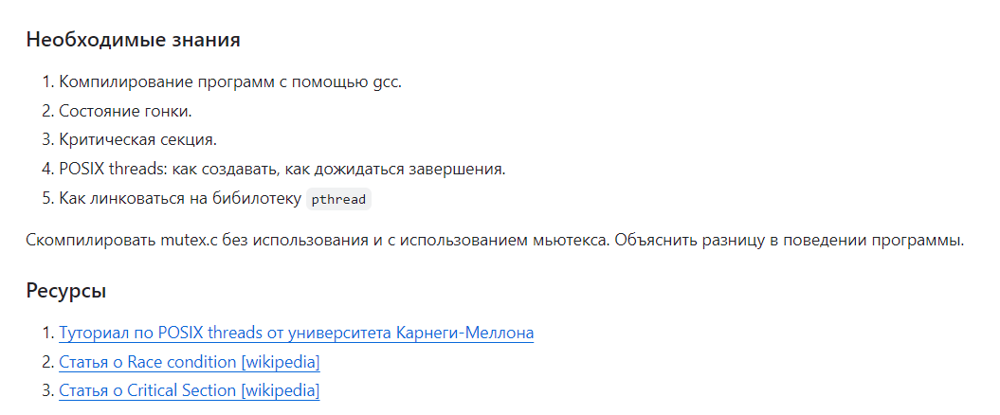 Необходимые знания
1. Компилирование программ с помощью gcc.
2. Состояние гонки.
3. Критическая секция.
4. POSIX threads: как создавать, как дожидаться завершения.
5. Как линковаться на бибилотеку pthread
Скомпилировать mutex.c без использования и с использованием мьютекса. Объяснить разницу в поведении программы.
Ресурсы
1. Туториал по POSIX threads от университета Карнеги-Меллона
2. Статья о Race condition [wikipedia]
3. Статья о Critical Section [wikipedia]